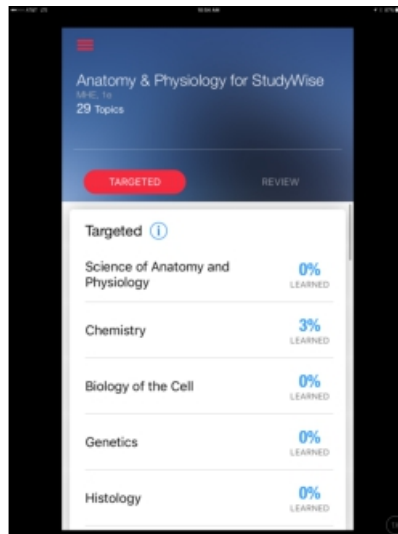 Anatomy & Physiology for StudyWise
MHE, 1e
29 Topics
TARGETED
REVIEW
Targeted
Science of Anatomy and
Physiology
0%
LEARNED
Chemistry
3%
LEARNED
Biology of the Cell
0%
LEARNED
Genetics
0%
LEARNED
Histology
0%
LEARNED